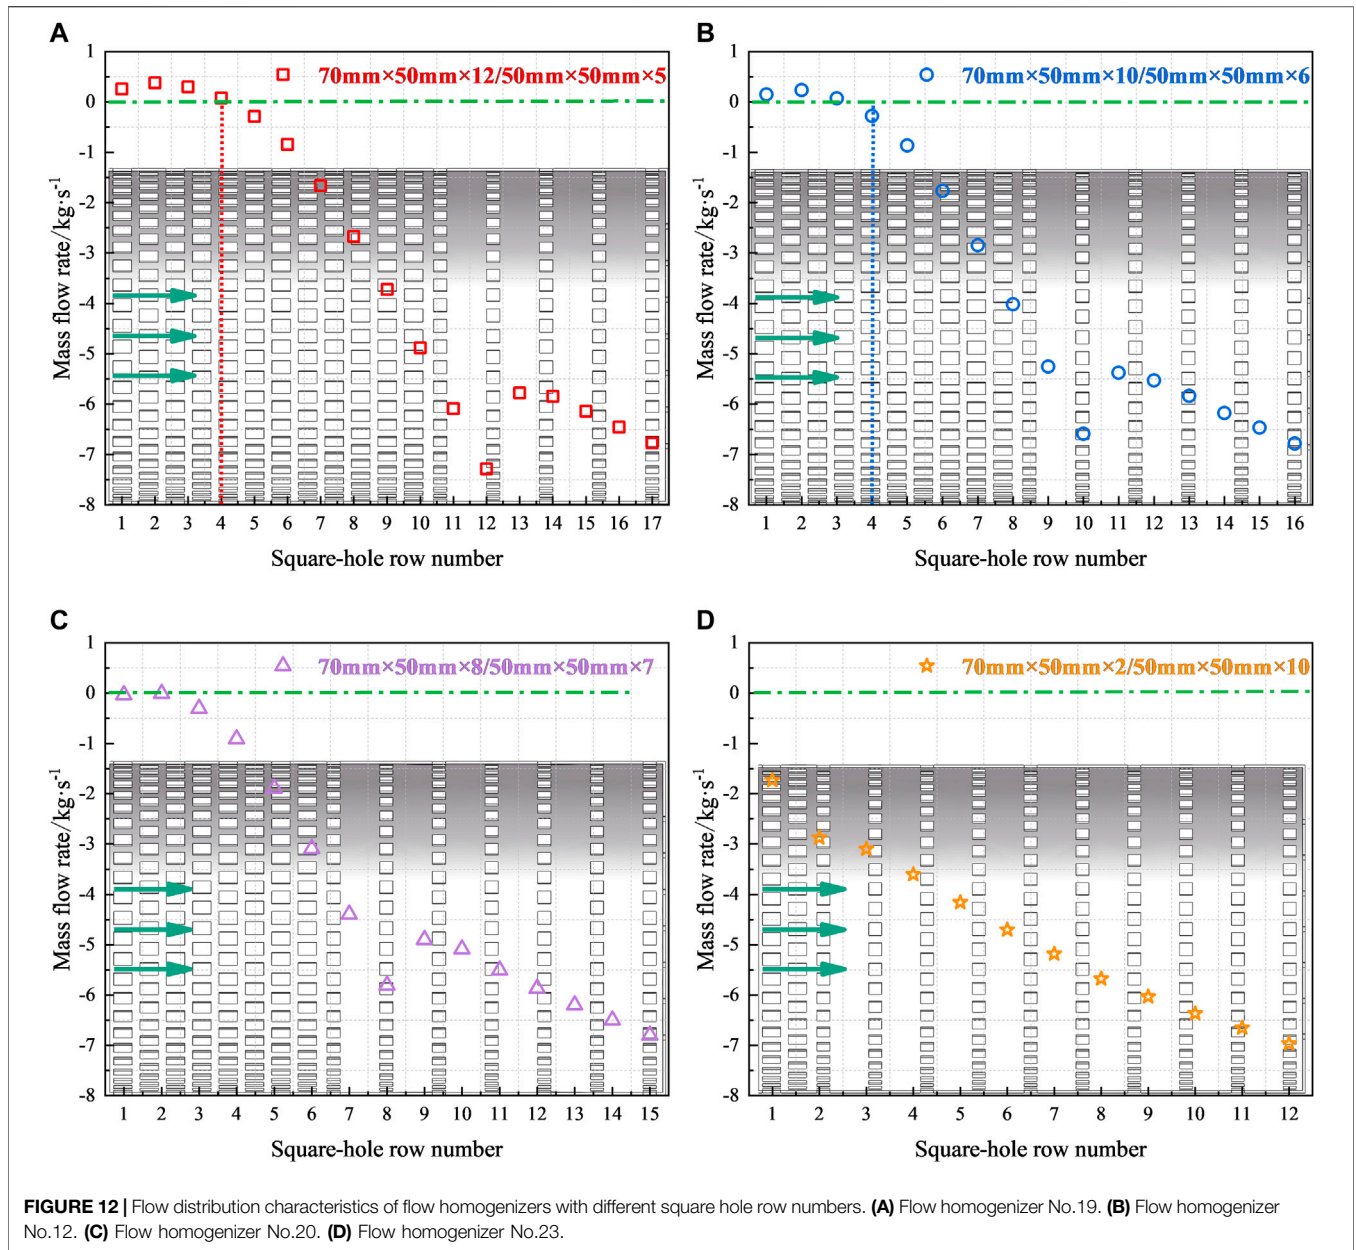 A
70mm×50mm×12/50mm×50mm×5
1
0
-1
-2
-3
-4
-5
-6
-7
-8
Mass flow rate/kg·s⁻¹
1 2 3 4 5 6 7 8 9 10 11 12 13 14 15 16 17
Square-hole row number
B
70mm×50mm×10/50mm×50mm×6
1
0
-1
-2
-3
-4
-5
-6
-7
-8
Mass flow rate/kg·s⁻¹
1 2 3 4 5 6 7 8 9 10 11 12 13 14 15 16
Square-hole row number
C
70mm×50mm×8/50mm×50mm×7
1
0
-1
-2
-3
-4
-5
-6
-7
-8
Mass flow rate/kg·s⁻¹
1 2 3 4 5 6 7 8 9 10 11 12 13 14 15
Square-hole row number
D
70mm×50mm×2/50mm×50mm×10
1
0
-1
-2
-3
-4
-5
-6
-7
-8
Mass flow rate/kg·s⁻¹
1 2 3 4 5 6 7 8 9 10 11 12
Square-hole row number
FIGURE 12 | Flow distribution characteristics of flow homogenizers with different square hole row numbers. (A) Flow homogenizer No.19. (B) Flow homogenizer
No.12. (C) Flow homogenizer No.20. (D) Flow homogenizer No.23.